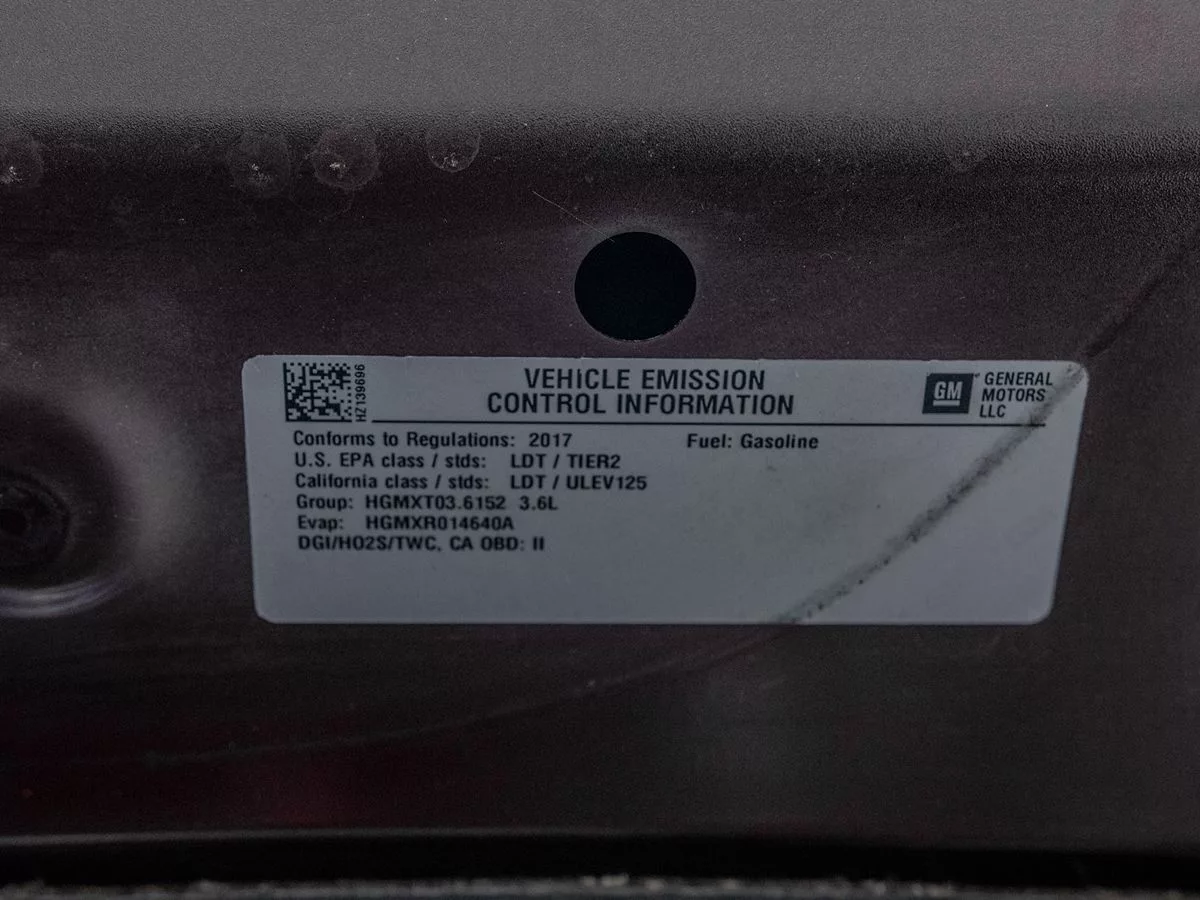 HZ139696
VEHICLE EMISSION
CONTROL INFORMATION
GM
GENERAL
MOTORS
LLC
Conforms to Regulations: 2017 Fuel: Gasoline
U.S. EPA class / stds: LDT / TIER2
California class / stds: LDT / ULEV125
Group: HGMXT03.6152 3.6L
Evap: HGMXR014640A
DGI/HO2S/TWC, CA OBD: II